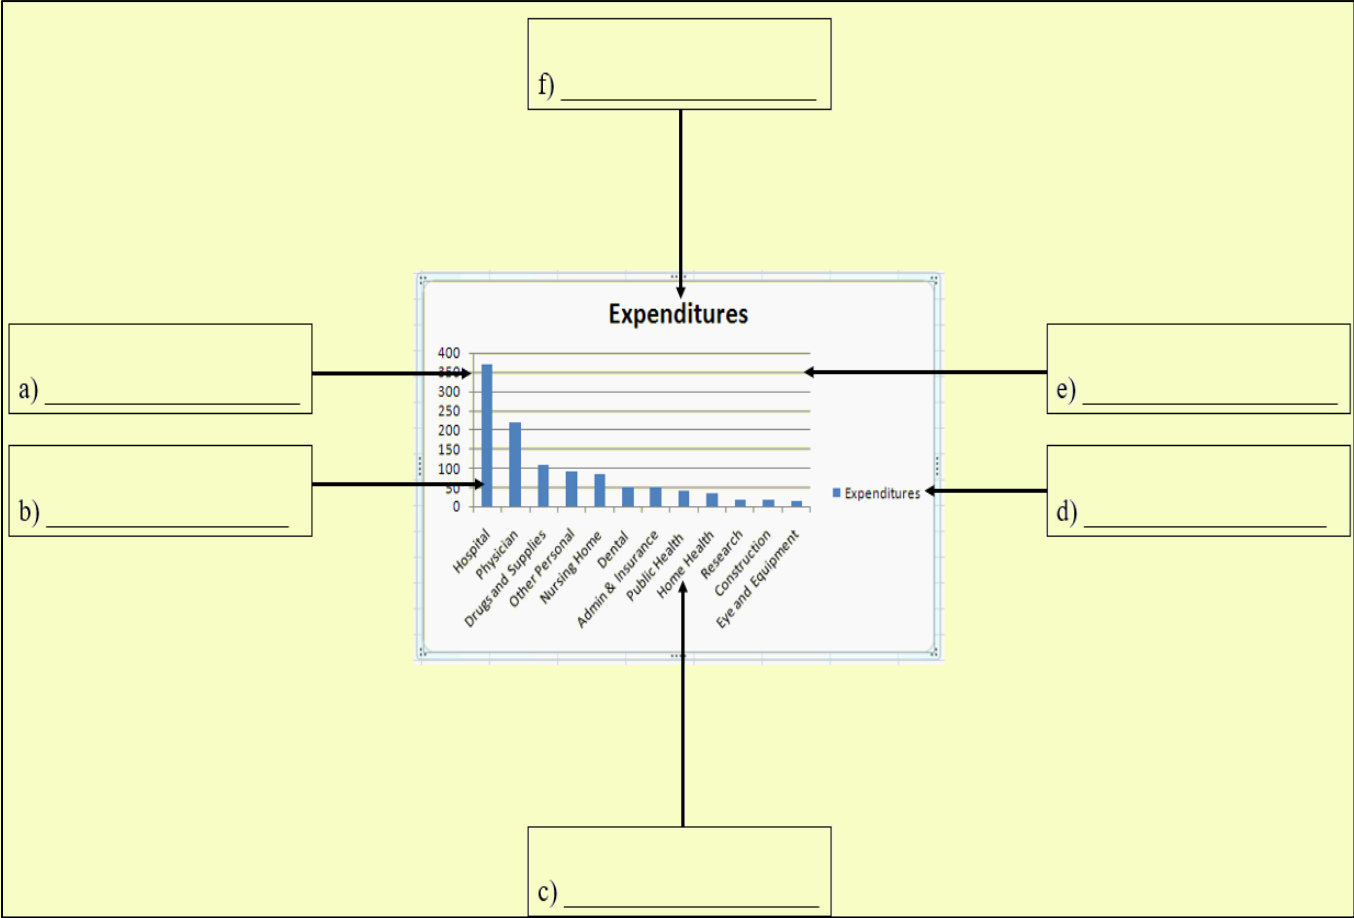 f) ____________________
Expenditures
a) ____________________
b) ____________________
400
350
300
250
200
150
100
50
0
Expenditures
e) ____________________
d) ____________________
Hospital
Physician
Drugs and Supplies
Other Personal
Nursing Home
Dental
Admin & Insurance
Public Health
Home Health
Research
Construction
Eye and Equipment
c) ____________________